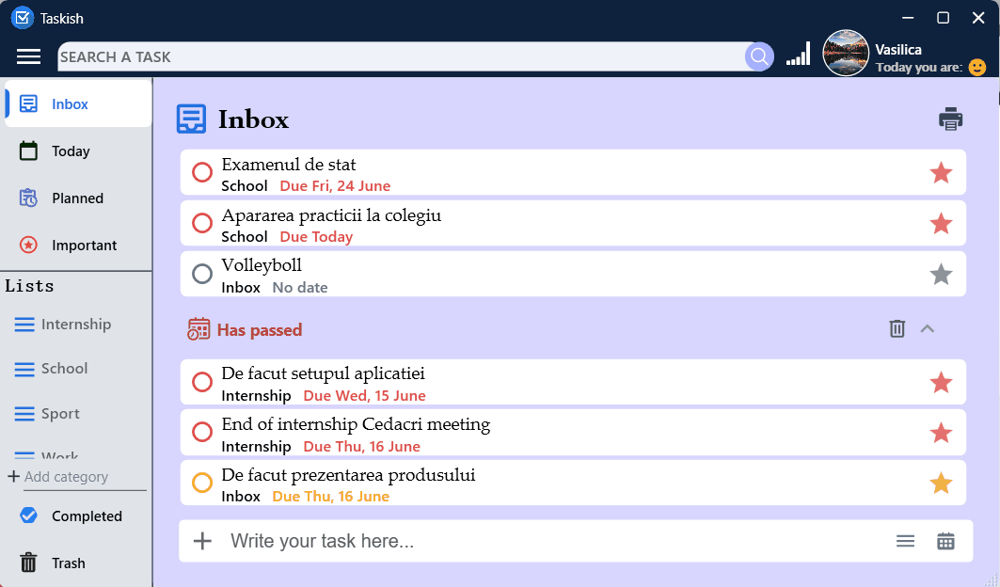 Taskish
SEARCH A TASK
Vasilica
Today you are:
Inbox
Today
Planned
Important
Lists
Internship
School
Sport
Work
Add category
Completed
Trash
Inbox
Examenul de stat
School Due Fri, 24 June
Apararea practicii la colegiu
School Due Today
Volleyboll
Inbox No date
Has passed
De facut setupul aplicatiei
Internship Due Wed, 15 June
End of internship Cedacri meeting
Internship Due Thu, 16 June
De facut prezentarea produsului
Inbox Due Thu, 16 June
Write your task here...